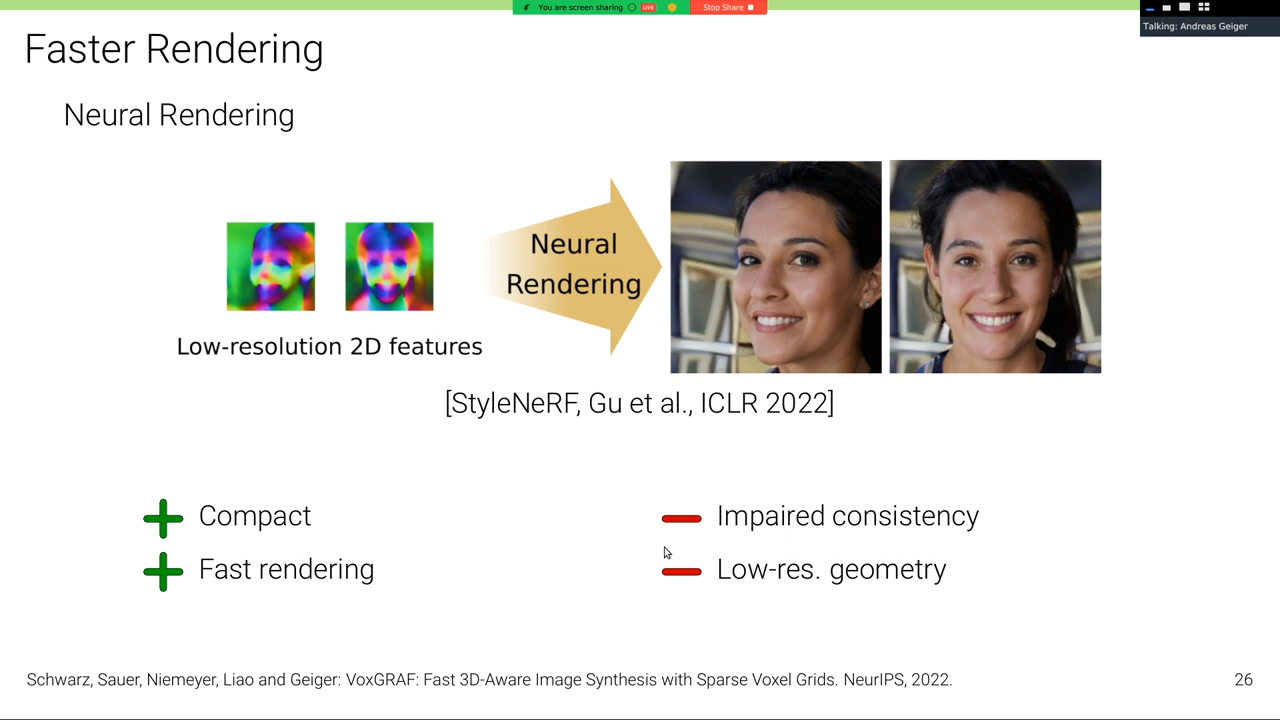 You are screen sharing LIVE Stop Share
Talking: Andreas Geiger
Faster Rendering
Neural Rendering
Neural
Rendering
Low-resolution 2D features
[StyleNeRF, Gu et al., ICLR 2022]
Compact
Impaired consistency
Fast rendering
Low-res. geometry
Schwarz, Sauer, Niemeyer, Liao and Geiger: VoxGRAF: Fast 3D-Aware Image Synthesis with Sparse Voxel Grids. NeurIPS, 2022.
26